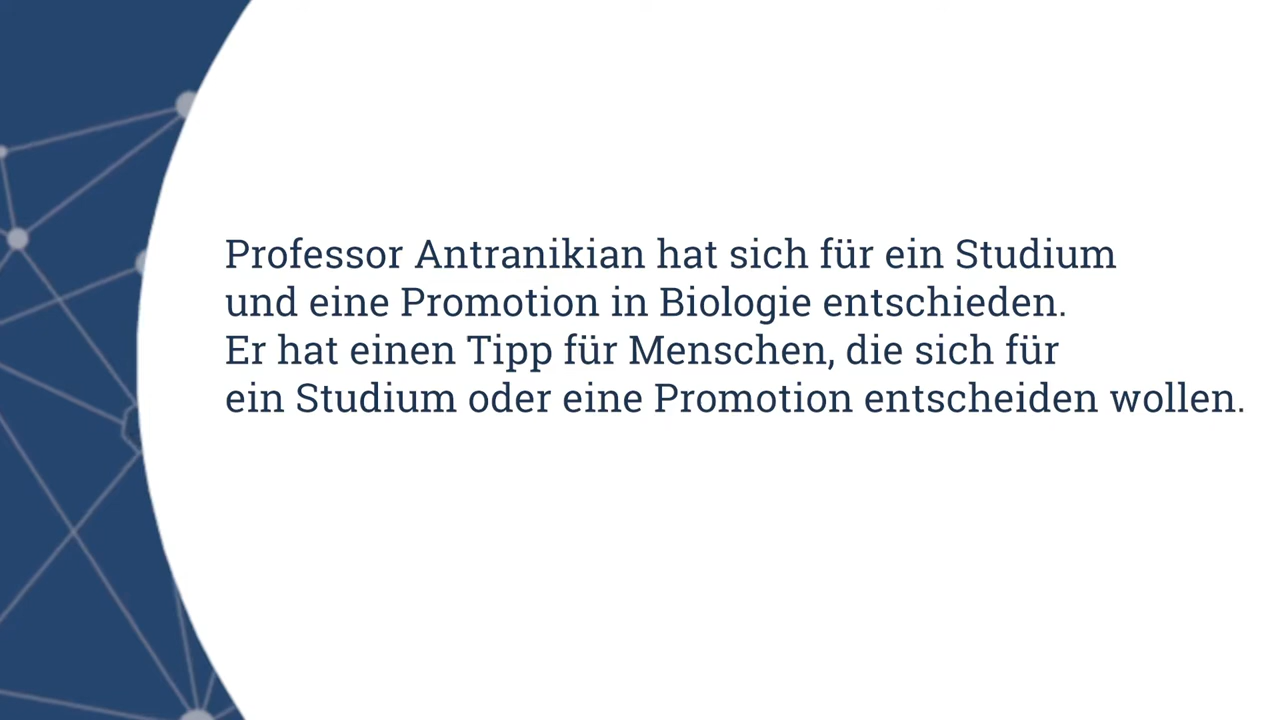 Professor Antranikian hat sich für ein Studium
und eine Promotion in Biologie entschieden.
Er hat einen Tipp für Menschen, die sich für
ein Studium oder eine Promotion entscheiden wollen.